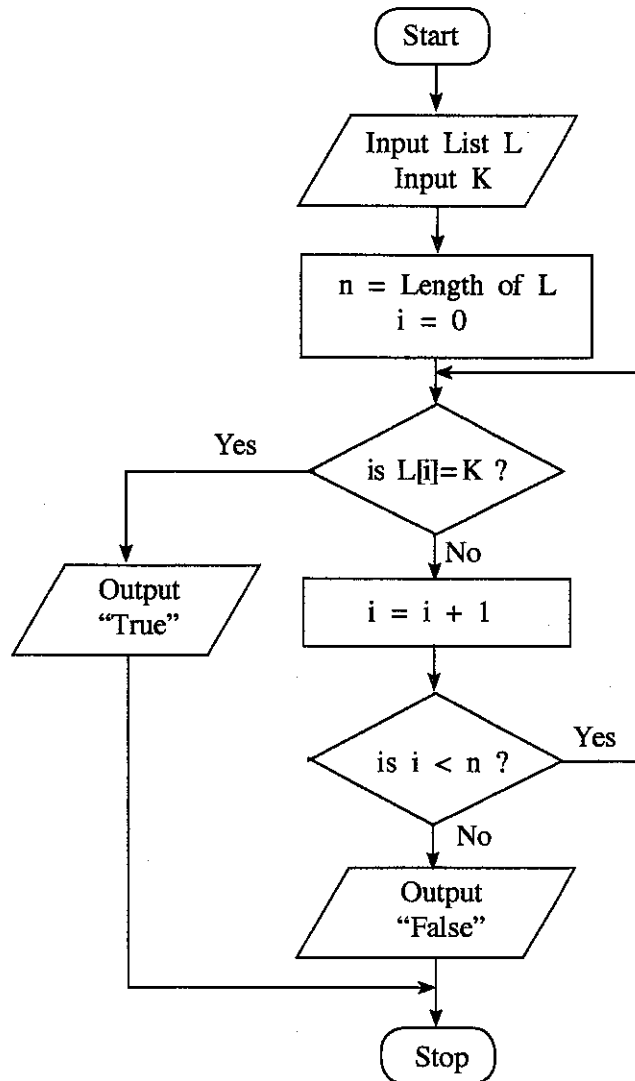 Start
Input List L
Input K
n = Length of L
i = 0
is L[i]=K ?
Yes
No
Output
“True”
i = i + 1
is i < n ?
Yes
No
Output
“False”
Stop